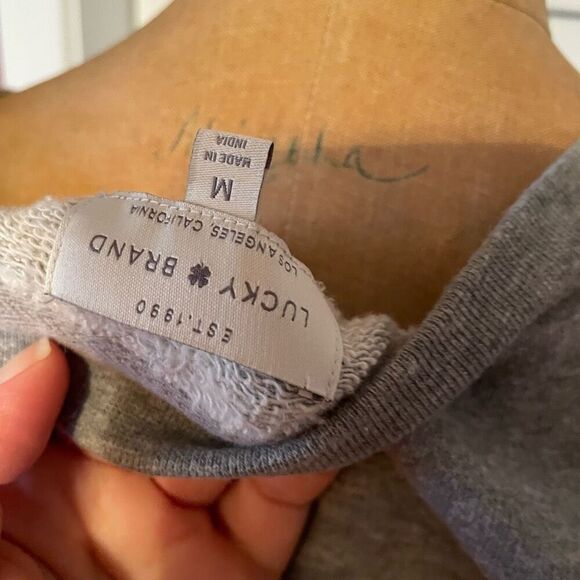 EST.1990
LUCKY BRAND
LOS ANGELES, CALIFORNIA
M
MADE IN
INDIA